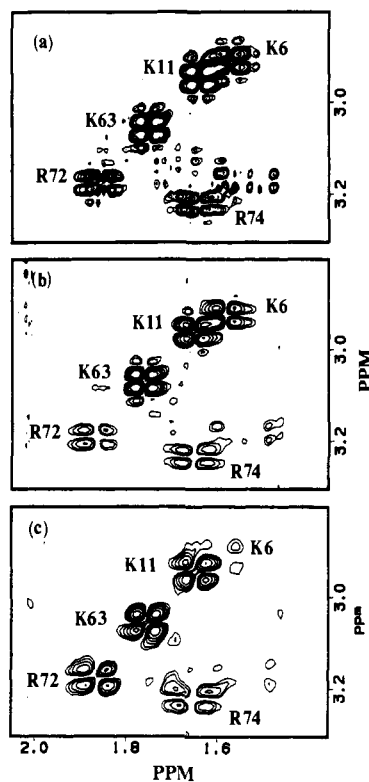 (a)
K6
K11
K63
R72
R74
3.0
3.2
(b)
K6
K11
K63
R72
R74
3.0
3.2
PPM
(c)
K6
K11
K63
R72
R74
3.0
3.2
ppm
2.0 1.8 1.6
PPM